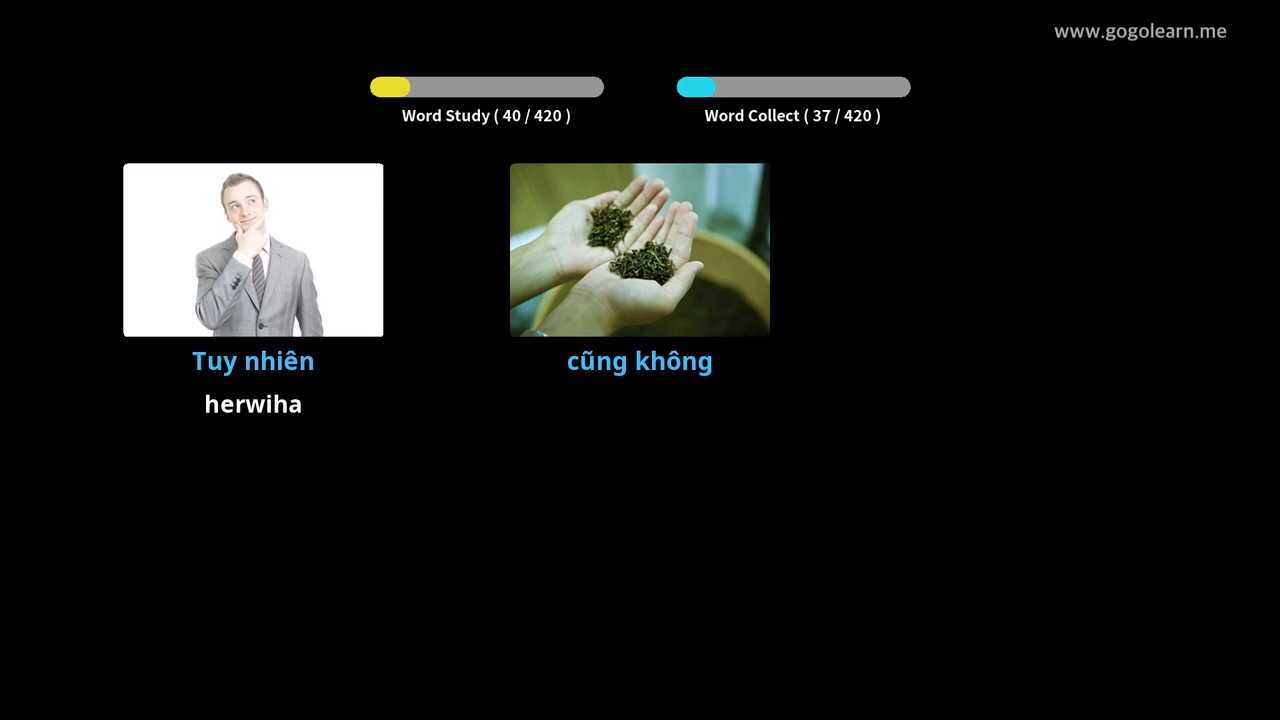 www.gogolearn.me
Word Study ( 40 / 420 )
Word Collect ( 37 / 420 )
Tuy nhiên
herwiha
cũng không